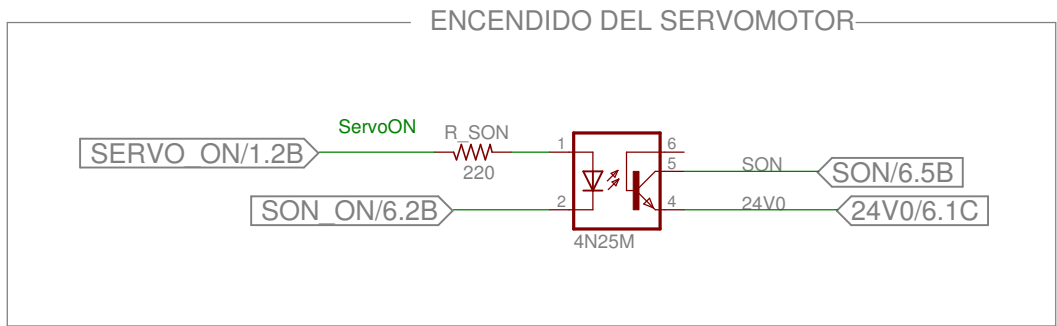 ENCENDIDO DEL SERVOMOTOR
ServoON
R_SON
SERVO_ON/1.2B
220
1
6
5
SON
SON/6.5B
SON_ON/6.2B
2
4
24V0
24V0/6.1C
4N25M